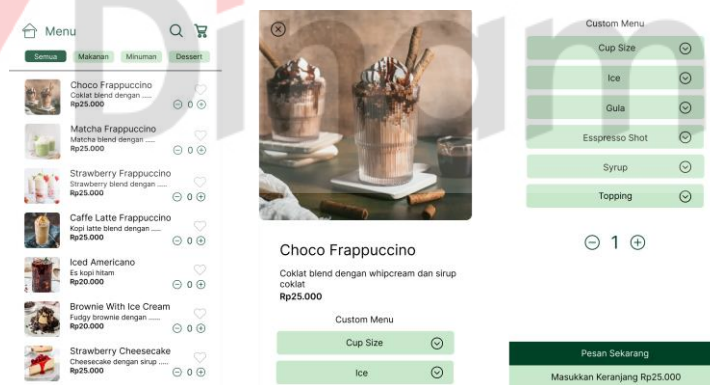 Dinam
Menu
Semua Makanan Minuman Dessert
Choco Frappuccino
Coklat blend dengan ......
Rp25.000
0
Matcha Frappuccino
Matcha blend dengan ......
Rp25.000
0
Strawberry Frappuccino
Strawberry blend dengan ......
Rp25.000
0
Caffe Latte Frappuccino
Kopi latte blend dengan ......
Rp25.000
0
Iced Americano
Es kopi hitam
Rp20.000
0
Brownie With Ice Cream
Fudgy brownie dengan ......
Rp20.000
0
Strawberry Cheesecake
Cheesecake dengan sirup ......
Rp25.000
0
Choco Frappuccino
Coklat blend dengan whipcream dan sirup
coklat
Rp25.000
Custom Menu
Cup Size
Ice
Custom Menu
Cup Size
Ice
Gula
Esspresso Shot
Syrup
Topping
1
Pesan Sekarang
Masukkan Keranjang Rp25.000